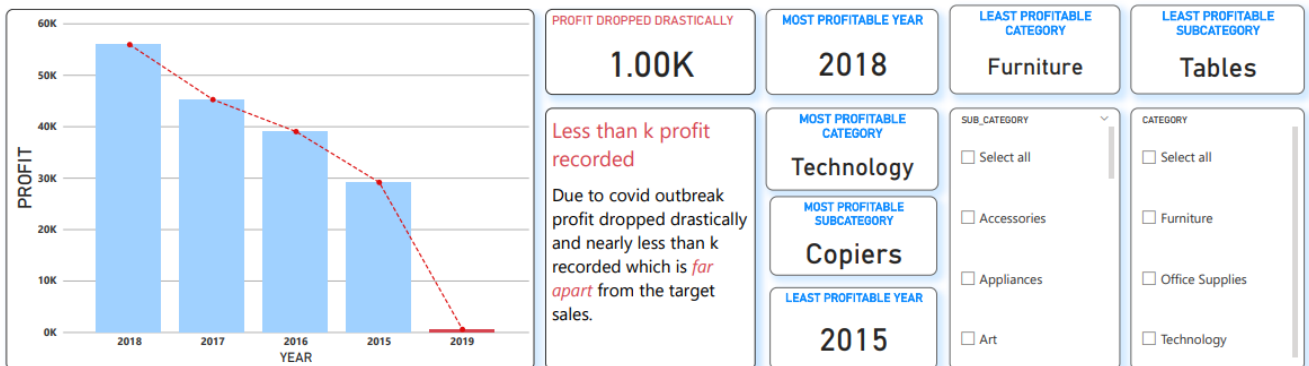 60K
50K
40K
30K
20K
10K
0K
PROFIT
2018
2017
2016
2015
2019
YEAR
PROFIT DROPPED DRASTICALLY
1.00K
Less than k profit
recorded
Due to covid outbreak
profit dropped drastically
and nearly less than k
recorded which is far
apart from the target
sales.
MOST PROFITABLE YEAR
2018
MOST PROFITABLE
CATEGORY
Technology
MOST PROFITABLE
SUBCATEGORY
Copiers
LEAST PROFITABLE YEAR
2015
LEAST PROFITABLE
CATEGORY
Furniture
SUB_CATEGORY
Select all
Accessories
Appliances
Art
LEAST PROFITABLE
SUBCATEGORY
Tables
CATEGORY
Select all
Furniture
Office Supplies
Technology